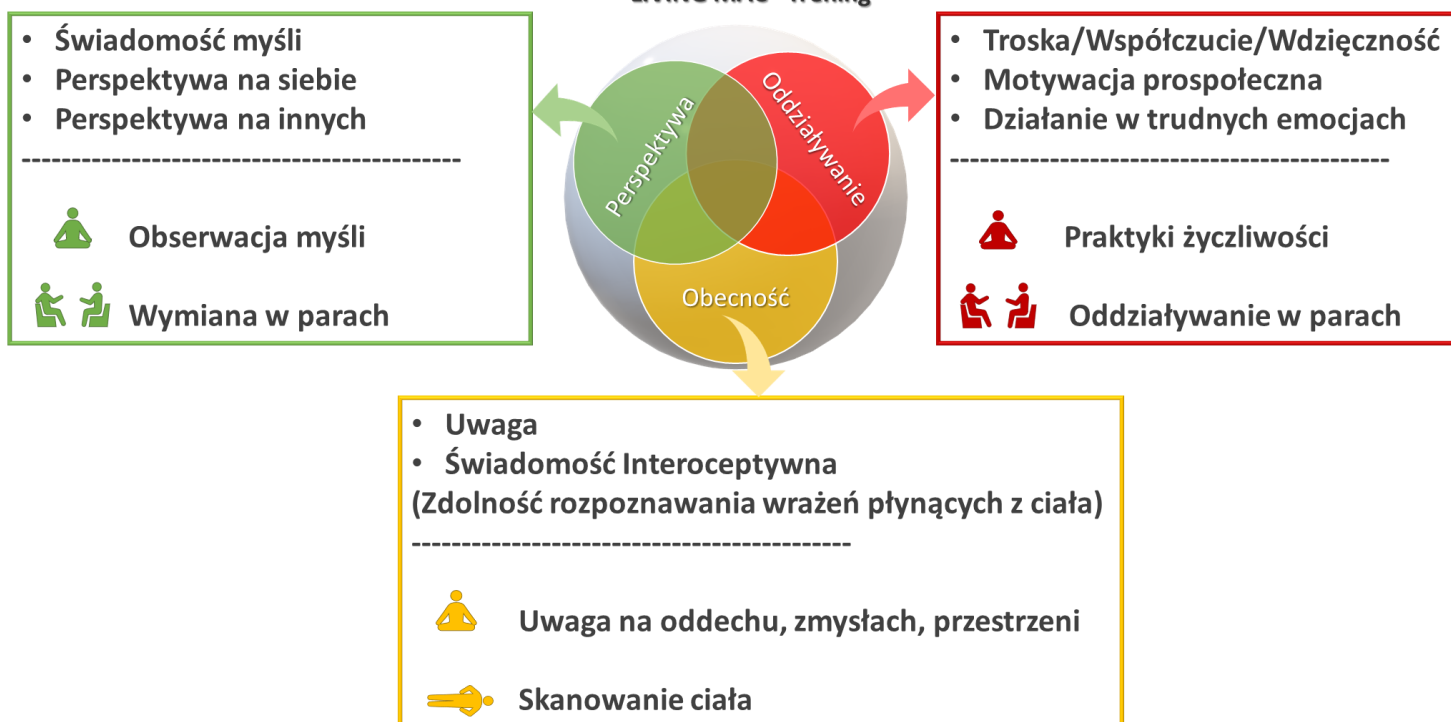 • Świadomość myśli
• Perspektywa na siebie
• Perspektywa na innych
--------------------------------------------
Obserwacja myśli
Wymiana w parach
Perspektywa
Oddziaływanie
Obecność
• Troska/Współczucie/Wdzięczność
• Motywacja prospołeczna
• Działanie w trudnych emocjach
--------------------------------------------
Praktyki życzliwości
Oddziaływanie w parach
• Uwaga
• Świadomość Interoceptywna
(Zdolność rozpoznawania wrażeń płynących z ciała)
--------------------------------------------
Uwaga na oddechu, zmysłach, przestrzeni
Skanowanie ciała